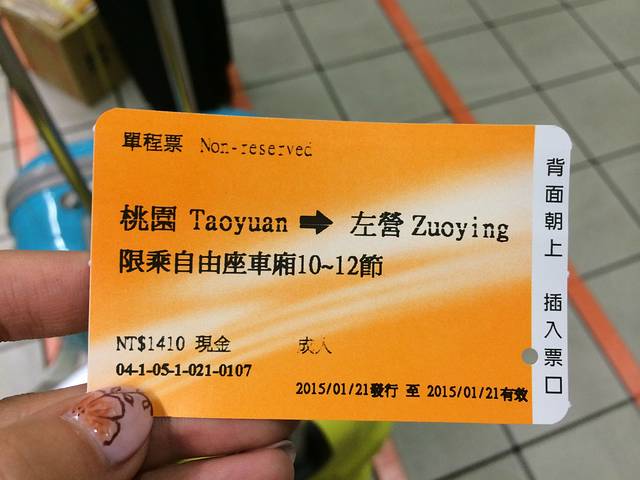 單程票 Non-reserved
桃園 Taoyuan ➡ 左營 Zuoying
限乘自由座車廂10~12節
NT$1410 現金 成人
04-1-05-1-021-0107
2015/01/21發行 至 2015/01/21有效
背面朝上 插入票口